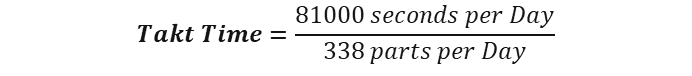 Takt Time = 81000 seconds per Day / 338 parts per Day